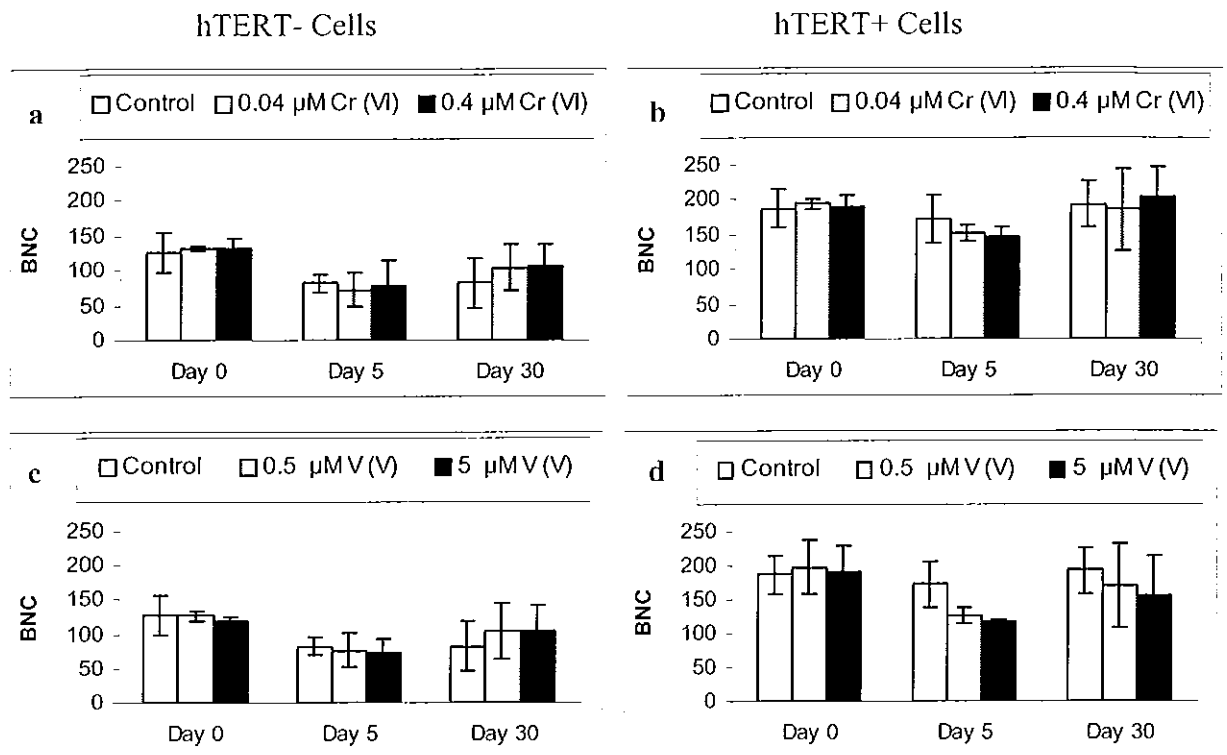 hTERT- Cells
hTERT+ Cells
a
Control 0.04 µM Cr (VI) 0.4 µM Cr (VI)
250
200
150
100
50
0
BNC
Day 0 Day 5 Day 30
b
Control 0.04 µM Cr (VI) 0.4 µM Cr (VI)
250
200
150
100
50
0
BNC
Day 0 Day 5 Day 30
c
Control 0.5 µM V (V) 5 µM V (V)
250
200
150
100
50
0
BNC
Day 0 Day 5 Day 30
d
Control 0.5 µM V (V) 5 µM V (V)
250
200
150
100
50
0
BNC
Day 0 Day 5 Day 30